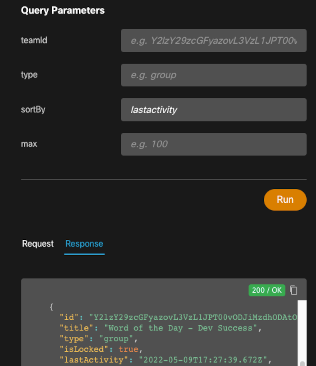 Query Parameters
teamId
e.g. Y2lzY29zcGFyazovL3VzL1JPT00v
type
e.g. group
sortBy
lastactivity
max
e.g. 100
Run
Request Response
200 / OK
{
"id": "Y2lzY29zcGFyazovL3VzL1JPT00vODJiMzdhODAtO
"title": "Word of the Day - Dev Success",
"type": "group",
"isLocked": true,
"lastActivity": "2022-05-09T17:27:39.672Z",